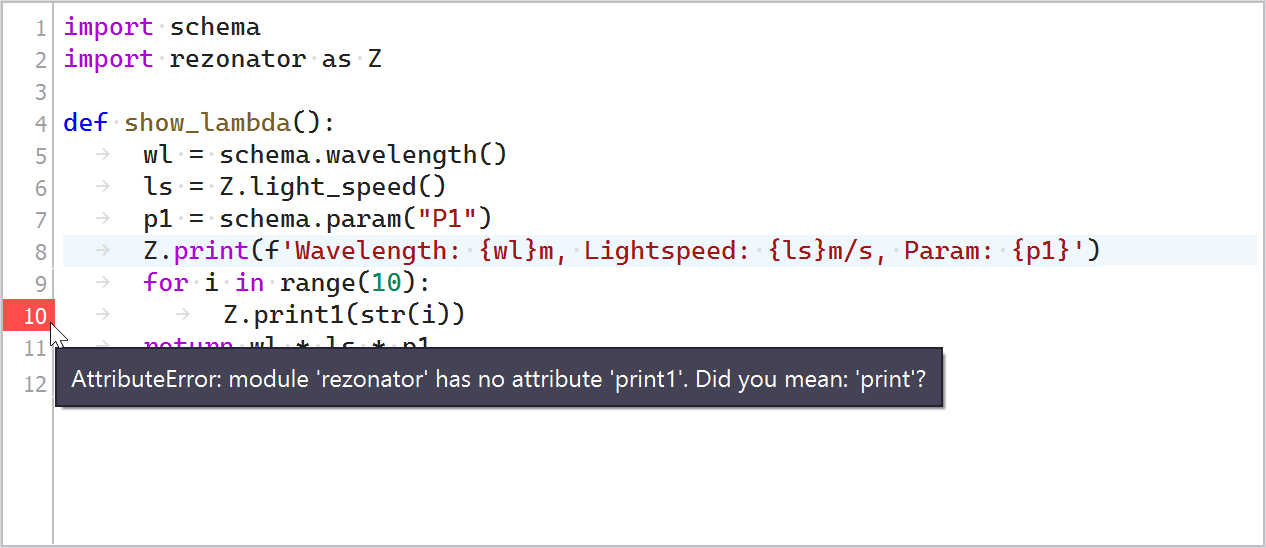 1 import schema
2 import rezonator as Z
3
4 def show_lambda():
5 wl = schema.wavelength()
6 ls = Z.light_speed()
7 p1 = schema.param("P1")
8 Z.print(f'Wavelength: {wl}m, Lightspeed: {ls}m/s, Param: {p1}')
9 for i in range(10):
10 Z.print1(str(i))
11 return wl * ls * p1
12
AttributeError: module 'rezonator' has no attribute 'print1'. Did you mean: 'print'?